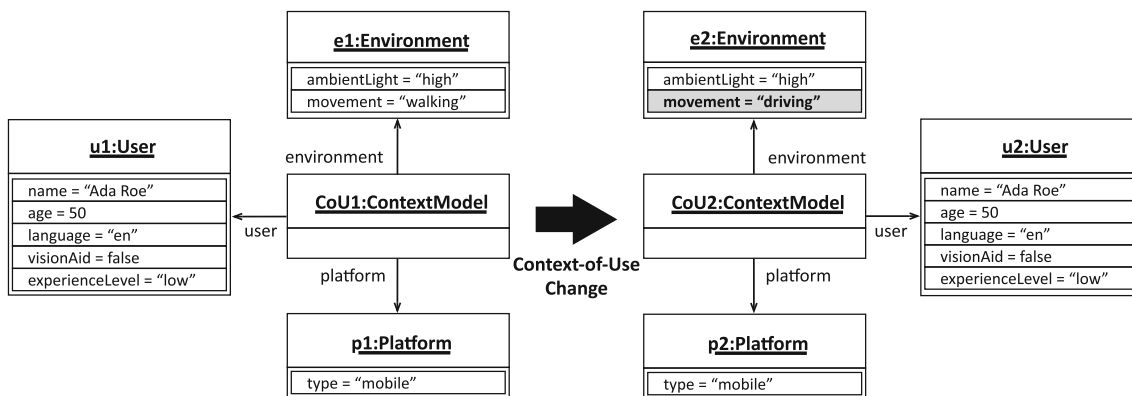 e1:Environment
ambientLight = “high”
movement = “walking”
environment
u1:User
name = “Ada Roe”
age = 50
language = “en”
visionAid = false
experienceLevel = “low”
user
CoU1:ContextModel
platform
p1:Platform
type = “mobile”
Context-of-Use
Change
e2:Environment
ambientLight = “high”
movement = “driving”
environment
CoU2:ContextModel
user
u2:User
name = “Ada Roe”
age = 50
language = “en”
visionAid = false
experienceLevel = “low”
platform
p2:Platform
type = “mobile”